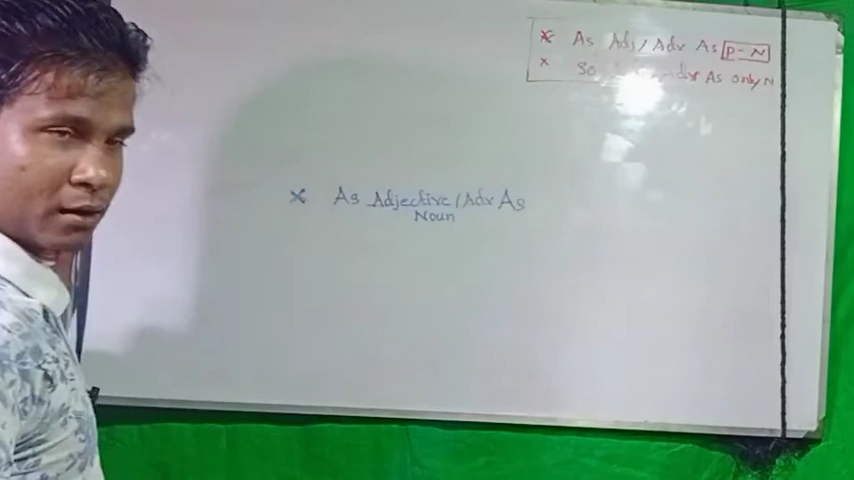 × As Adj/Adv As P-N
× So Adv As only N
× As Adjective/Adv As
Noun